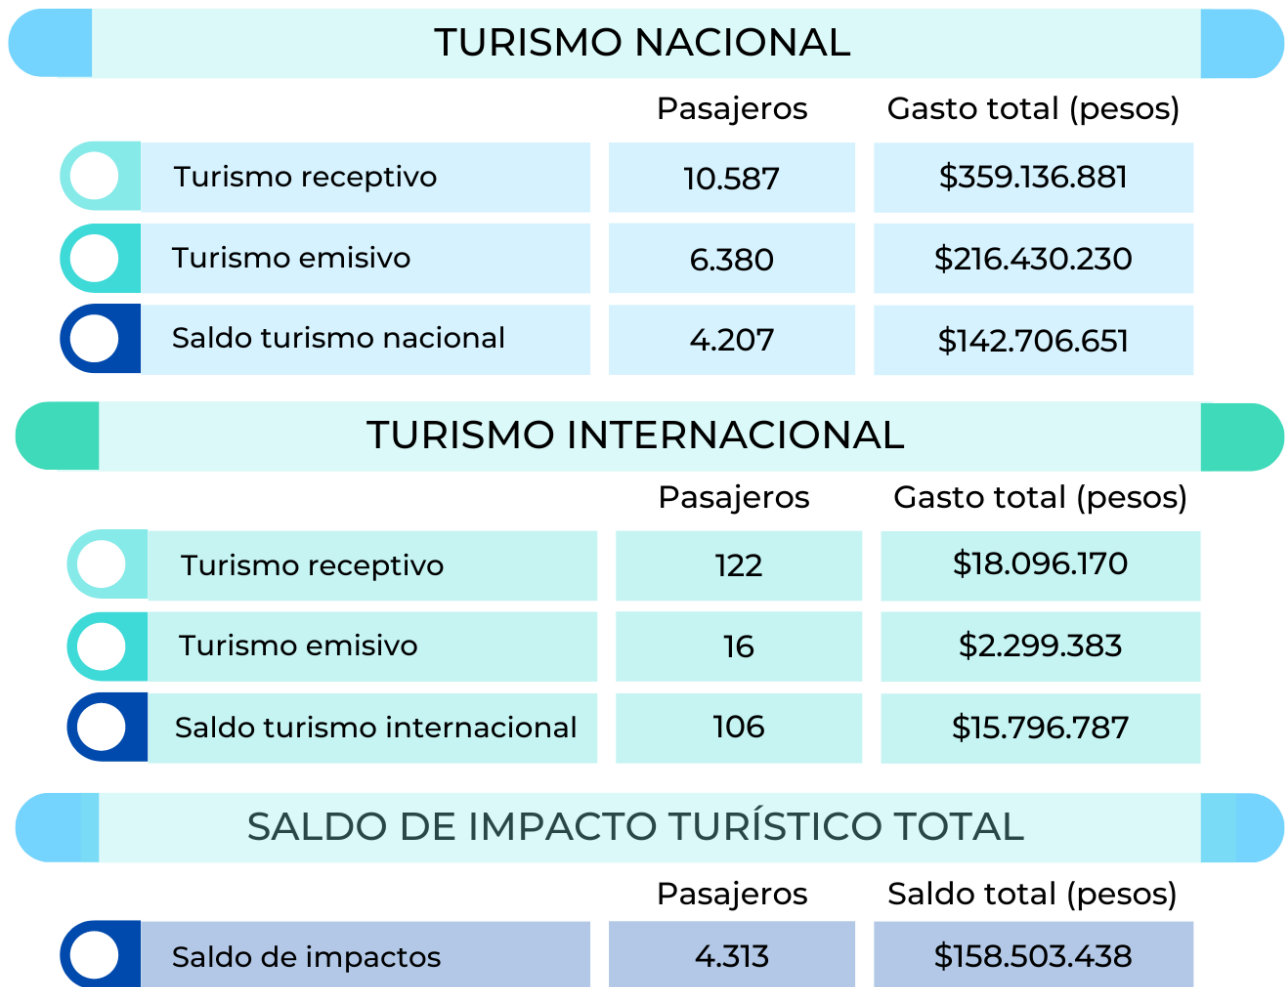 TURISMO NACIONAL
Pasajeros Gasto total (pesos)
Turismo receptivo 10.587 $359.136.881
Turismo emisivo 6.380 $216.430.230
Saldo turismo nacional 4.207 $142.706.651
TURISMO INTERNACIONAL
Pasajeros Gasto total (pesos)
Turismo receptivo 122 $18.096.170
Turismo emisivo 16 $2.299.383
Saldo turismo internacional 106 $15.796.787
SALDO DE IMPACTO TURÍSTICO TOTAL
Pasajeros Saldo total (pesos)
Saldo de impactos 4.313 $158.503.438